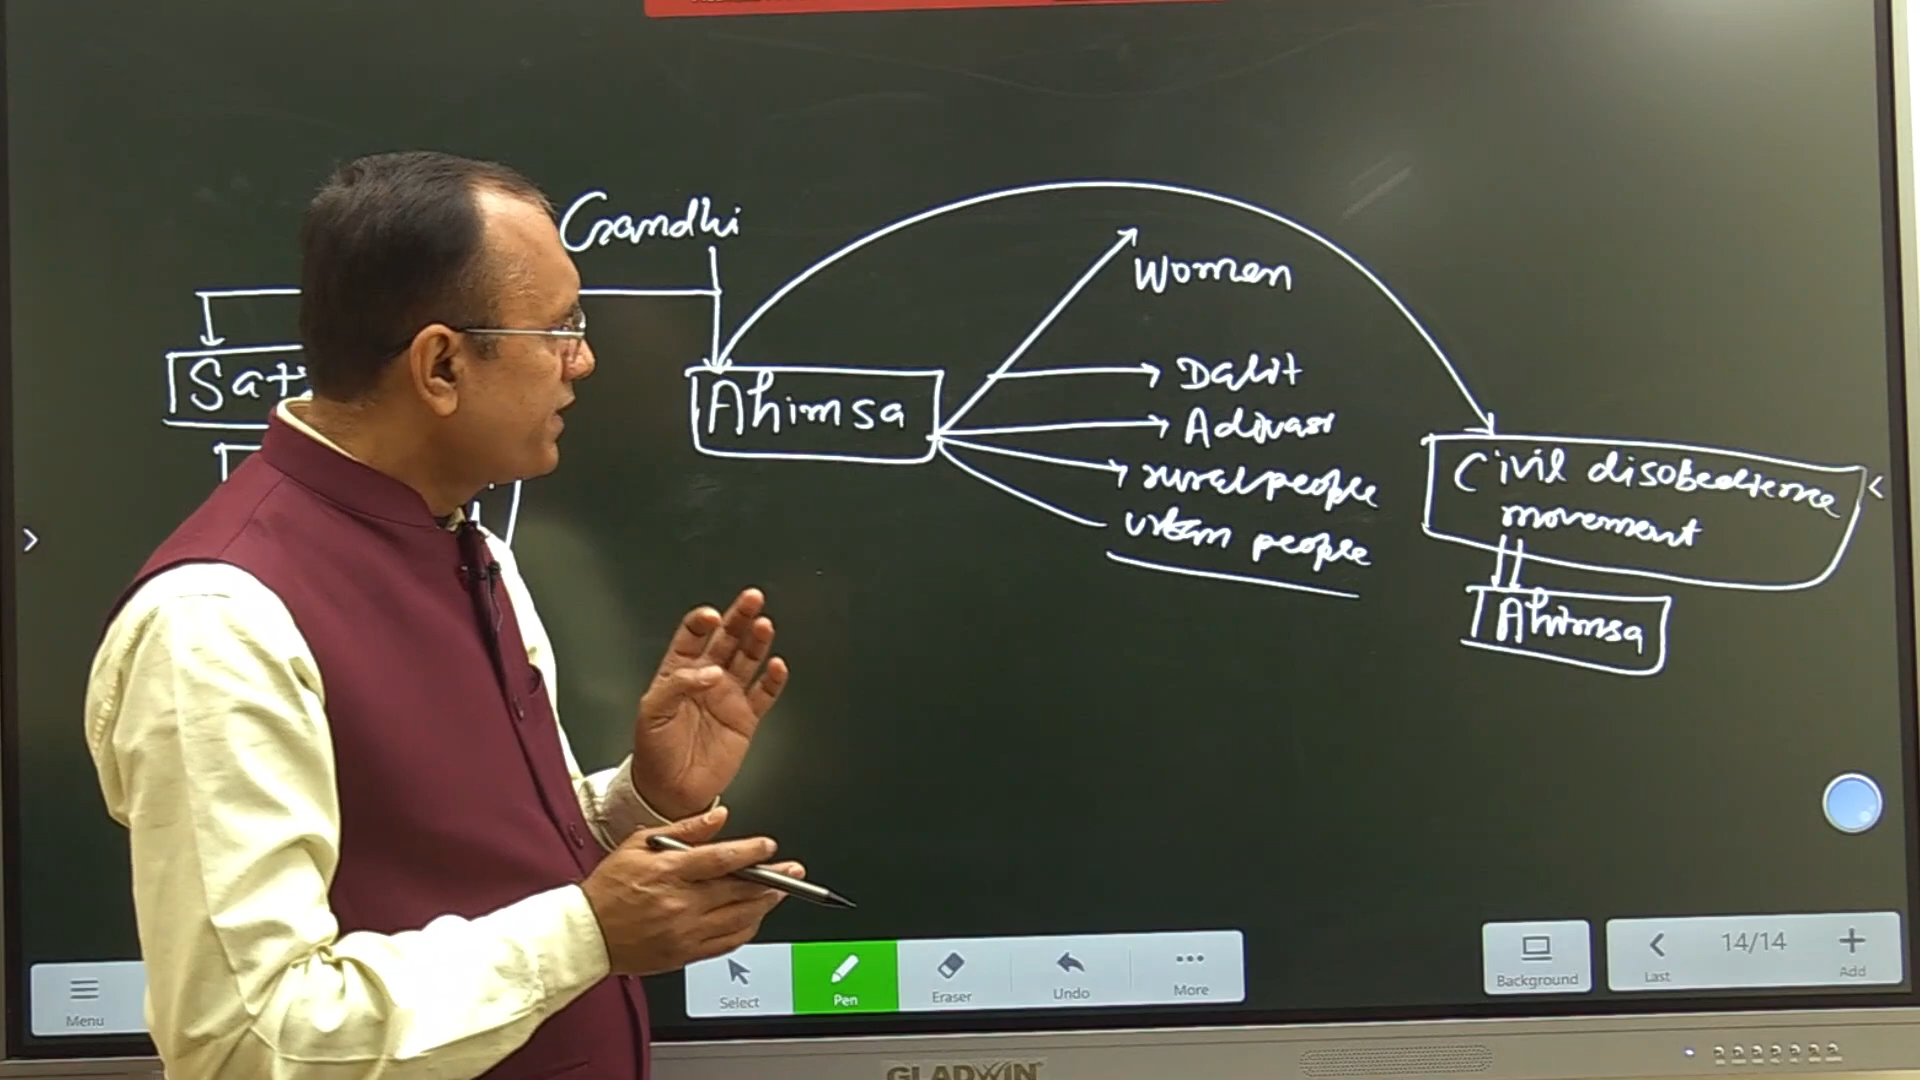 Gandhi
Sat
Ahimsa
Women
Dalit
Adivasi
rural people
urban people
Civil disobedience
movement
Ahimsa
Menu
Select
Pen
Eraser
Undo
More
Background
Last
14/14
Add
GLADWIN